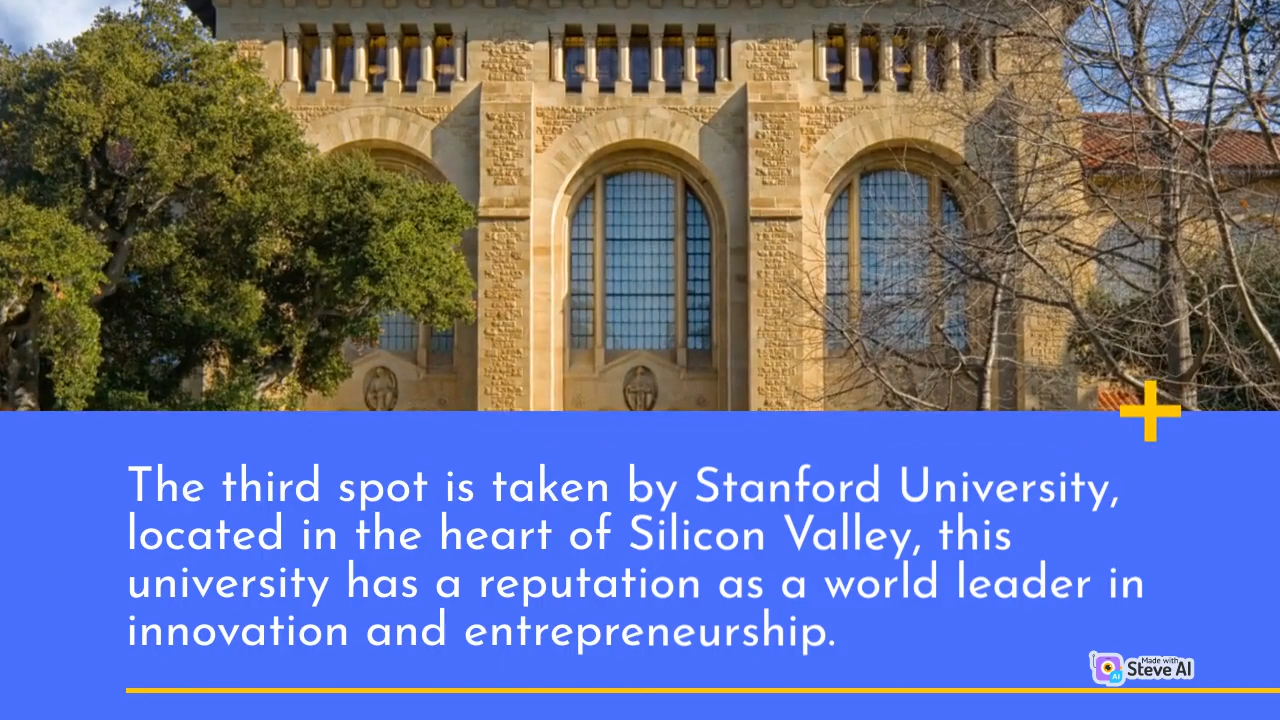 The third spot is taken by Stanford University,
located in the heart of Silicon Valley, this
university has a reputation as a world leader in
innovation and entrepreneurship.
Made with
Steve AI
AI